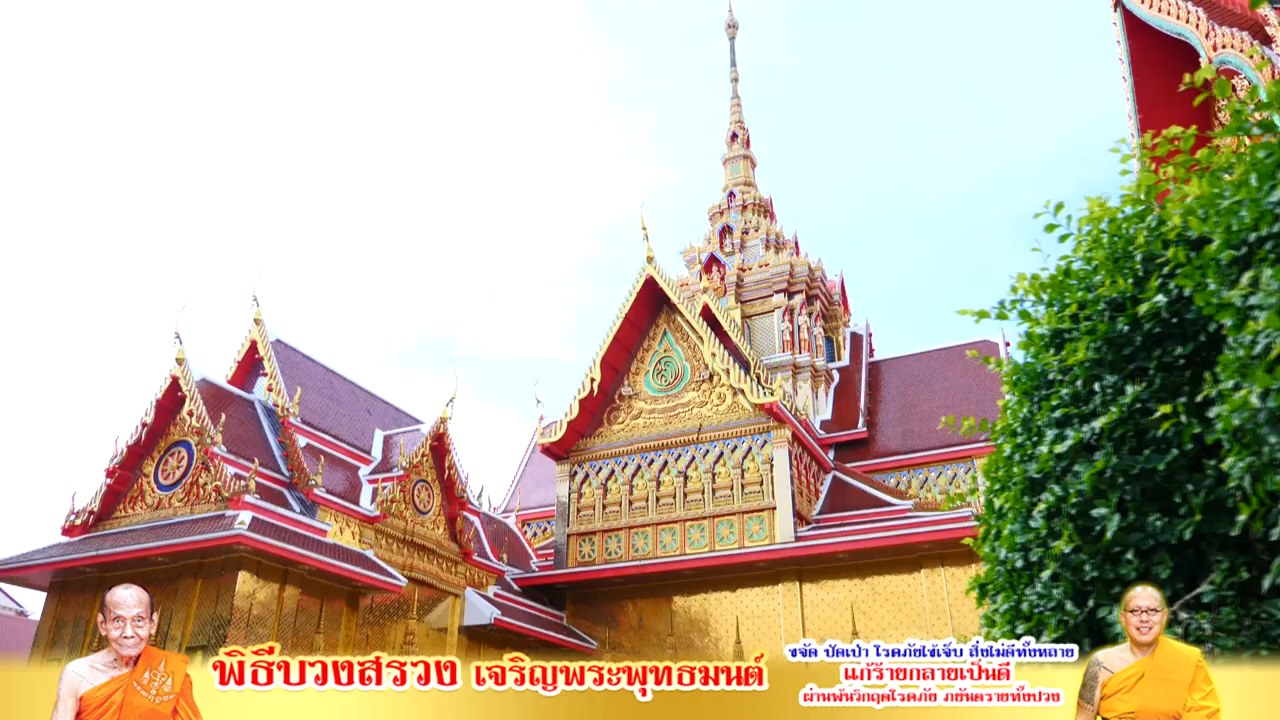 พิธีบวงสรวง เจริญพระพุทธมนต์
ขจัด ปัดเป่า โรคภัยไข้เจ็บ สิ่งไม่ดีทั้งหลาย
แก้ร้ายกลายเป็นดี
ผ่านพ้นวิกฤตโรคภัย ภยันตรายทั้งปวง